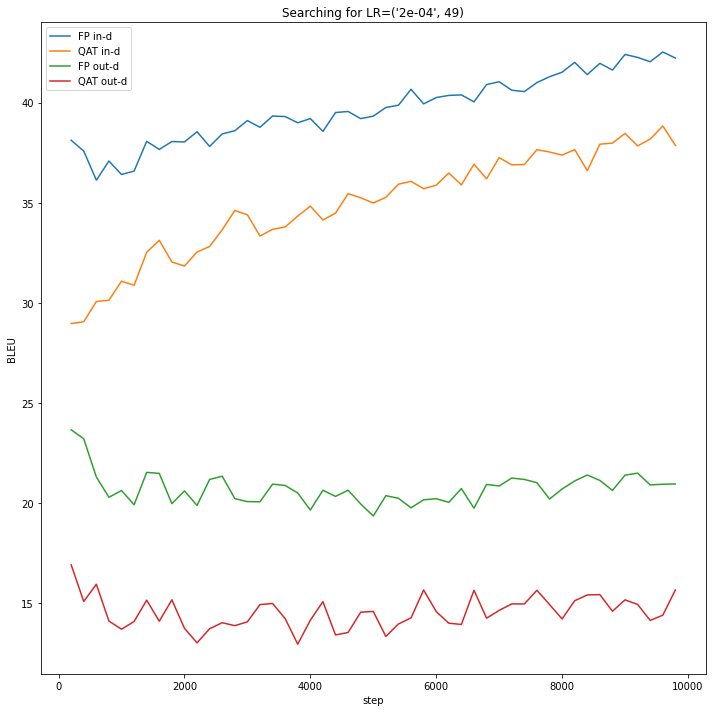 Searching for LR=('2e-04', 49)
FP in-d
QAT in-d
FP out-d
QAT out-d
BLEU
40
35
30
25
20
15
0 2000 4000 6000 8000 10000
step